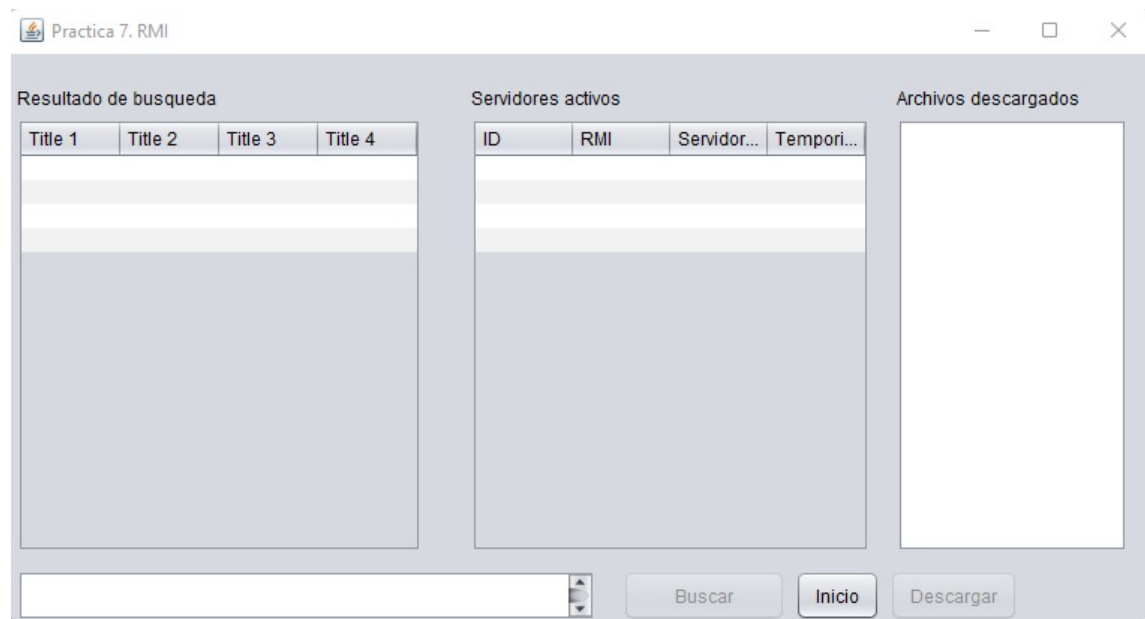 Practica 7. RMI
Resultado de busqueda
Servidores activos
Archivos descargados
Title 1 Title 2 Title 3 Title 4
ID RMI Servidor... Tempori...
Buscar Inicio Descargar